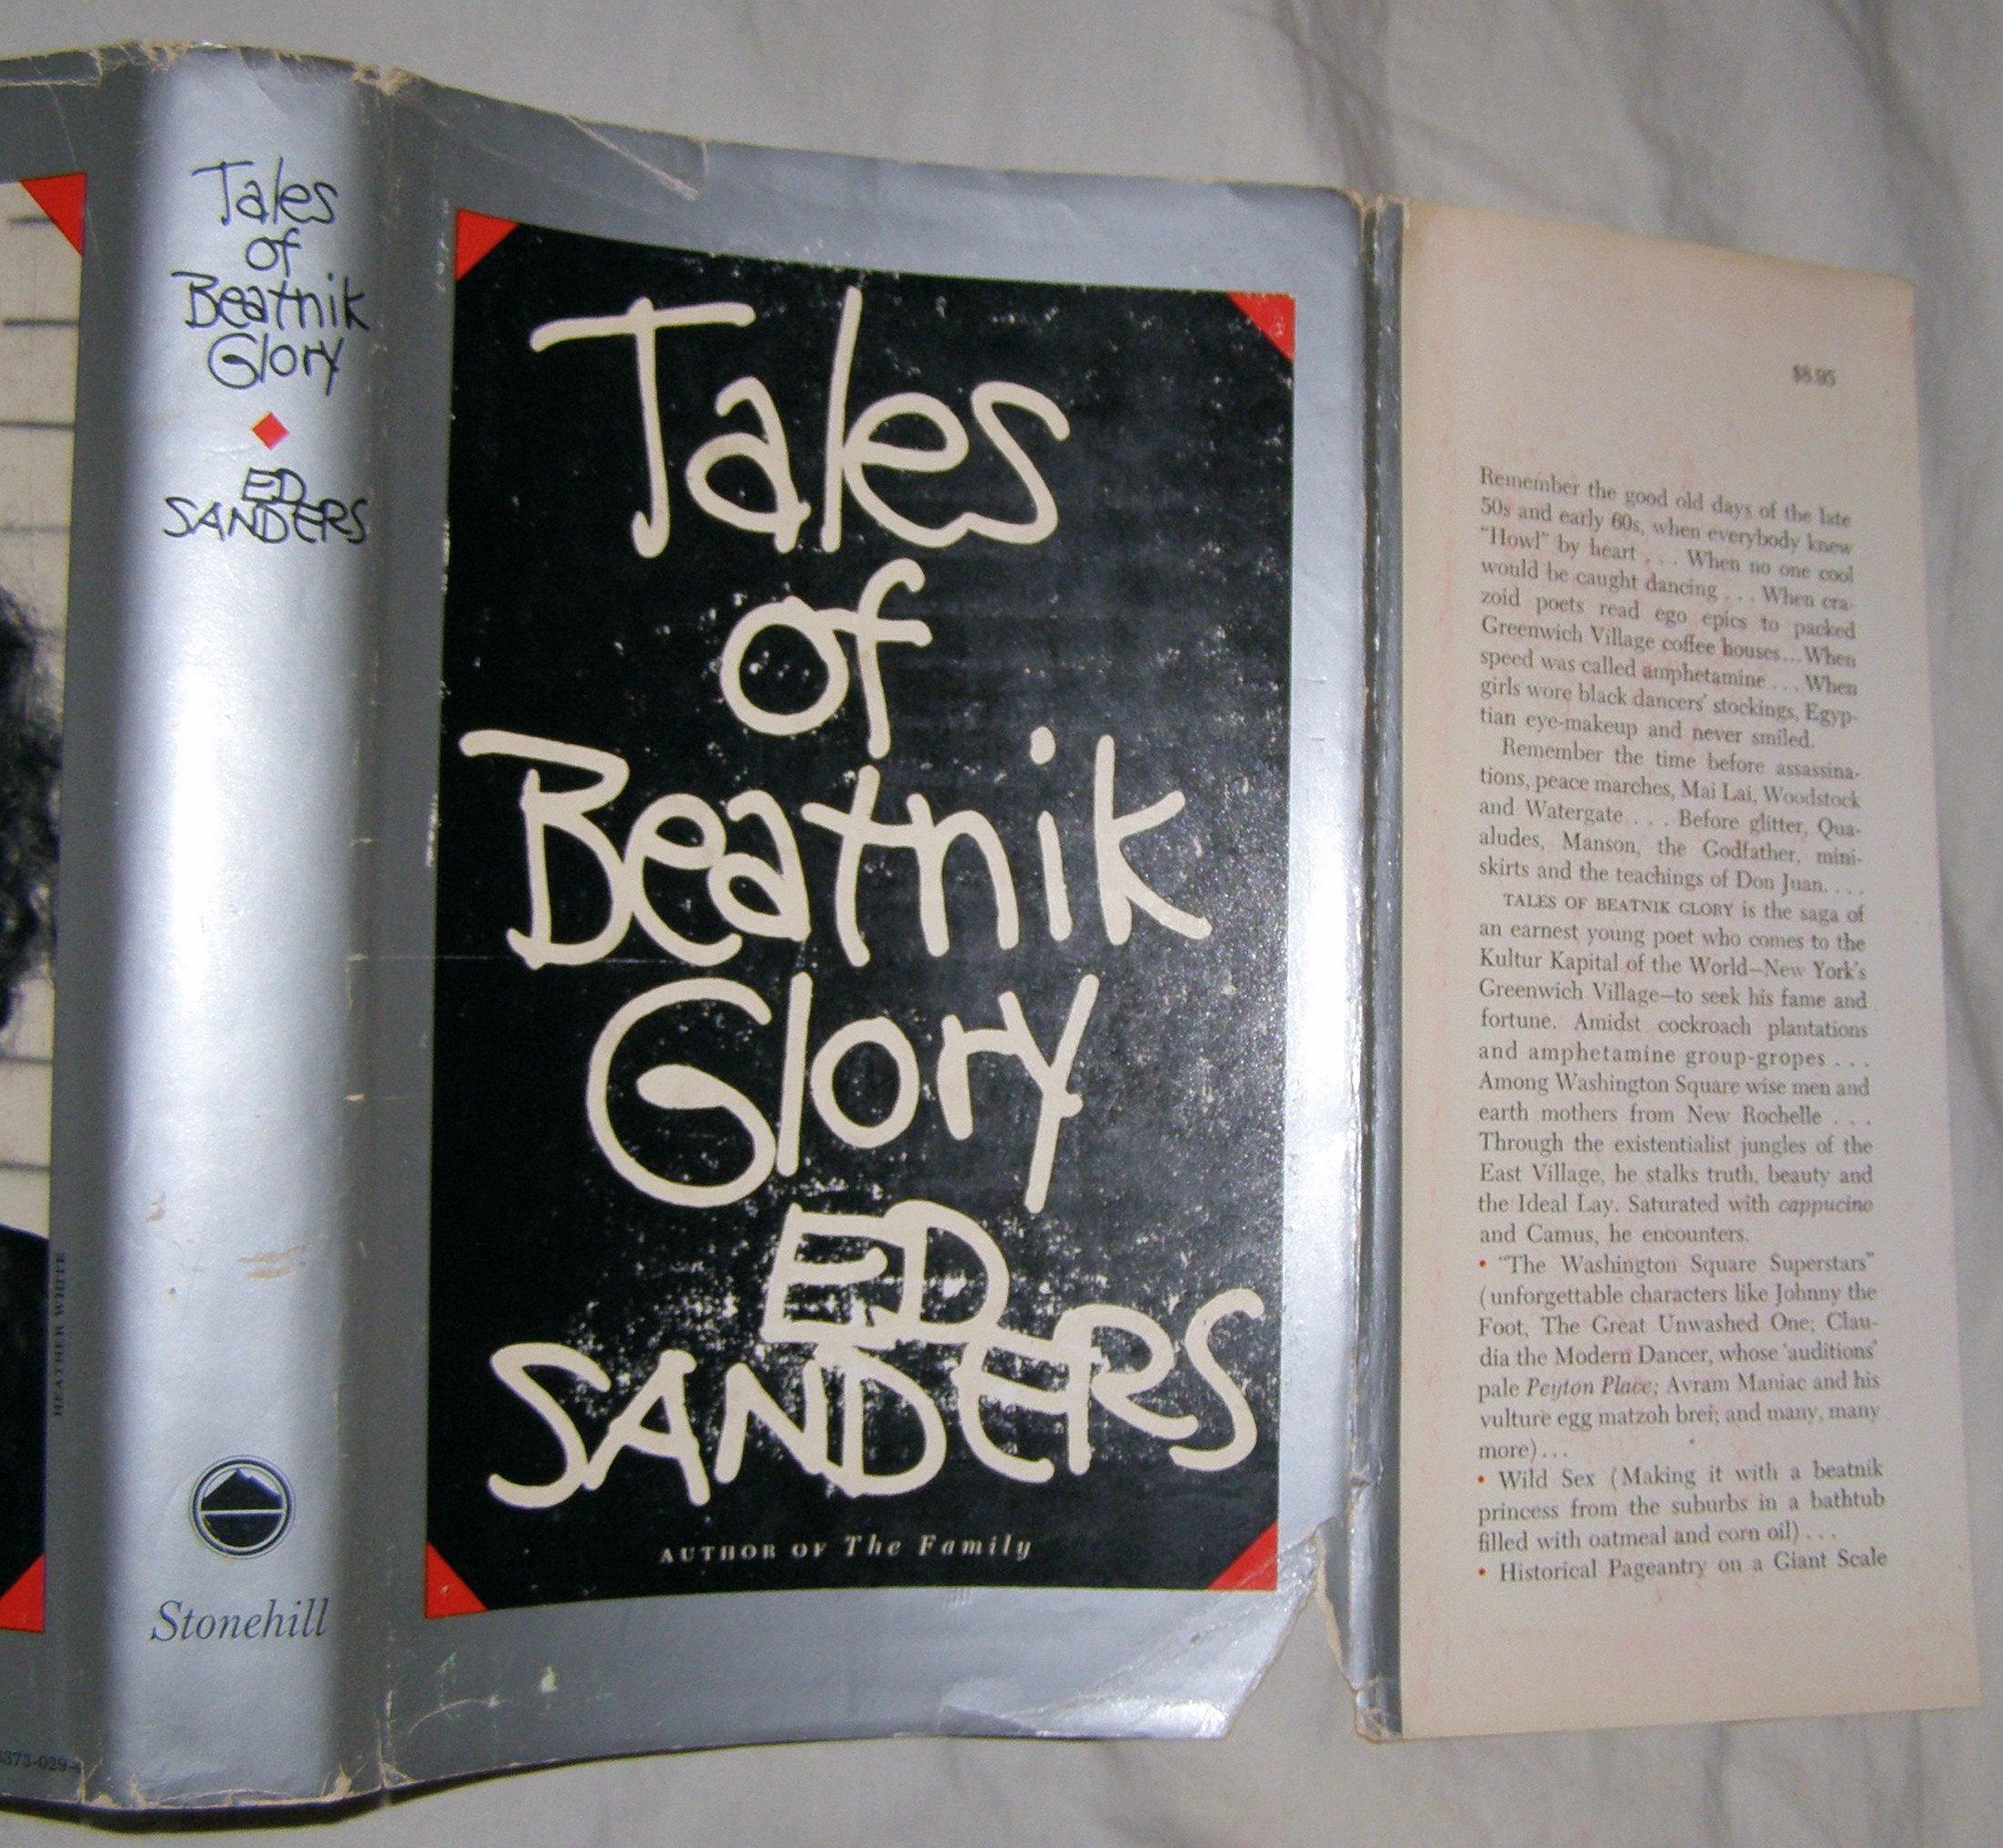 Tales
of
Beatnik
Glory
ED
SANDERS
Stonehill
HEATHER WHITE
373-029-
Tales
of
Beatnik
Glory
ED
SANDERS
AUTHOR OF The Family
$8.95
Remember the good old days of the late
50s and early 60s, when everybody knew
"Howl" by heart . . . When no one cool
would be caught dancing . . . When cra-
zoid poets read ego epics to packed
Greenwich Village coffee houses...When
speed was called amphetamine . . . When
girls wore black dancers' stockings, Egyp-
tian eye-makeup and never smiled.
Remember the time before assassina-
tions, peace marches, Mai Lai, Woodstock
and Watergate . . . Before glitter, Qua-
aludes, Manson, the Godfather, mini-
skirts and the teachings of Don Juan. . . .
TALES OF BEATNIK GLORY is the saga of
an earnest young poet who comes to the
Kultur Kapital of the World—New York's
Greenwich Village—to seek his fame and
fortune. Amidst cockroach plantations
and amphetamine group-gropes . . .
Among Washington Square wise men and
earth mothers from New Rochelle . . .
Through the existentialist jungles of the
East Village, he stalks truth, beauty and
the Ideal Lay. Saturated with cappucino
and Camus, he encounters.
• "The Washington Square Superstars"
(unforgettable characters like Johnny the
Foot, The Great Unwashed One; Clau-
dia the Modern Dancer, whose 'auditions'
pale Peyton Place; Avram Maniac and his
vulture egg matzoh brei; and many, many
more) . . .
• Wild Sex (Making it with a beatnik
princess from the suburbs in a bathtub
filled with oatmeal and corn oil) . . .
• Historical Pageantry on a Giant Scale